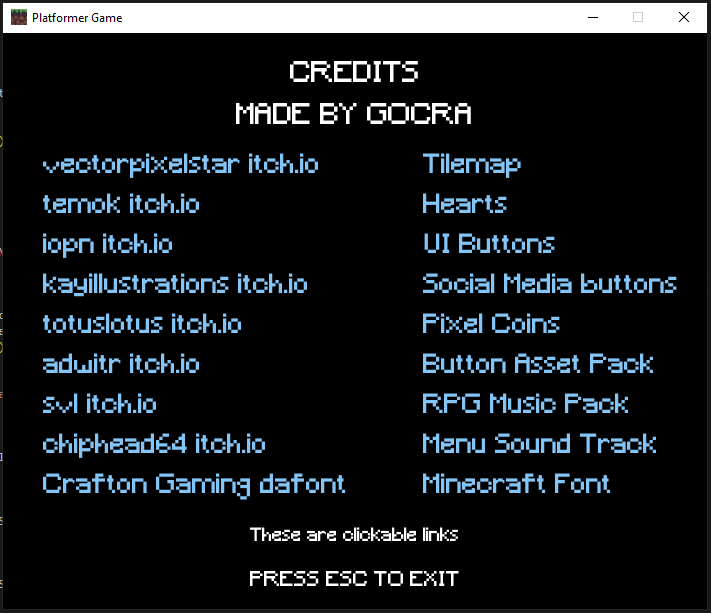 Platformer Game
CREDITS
MADE BY GOCRA
vectorpixelstar itch.io Tilemap
temok itch.io Hearts
iopn itch.io UI Buttons
kayillustrations itch.io Social Media buttons
totuslotus itch.io Pixel Coins
adwitr itch.io Button Asset Pack
svl itch.io RPG Music Pack
chiphead64 itch.io Menu Sound Track
Crafton Gaming dafont Minecraft Font
These are clickable links
PRESS ESC TO EXIT